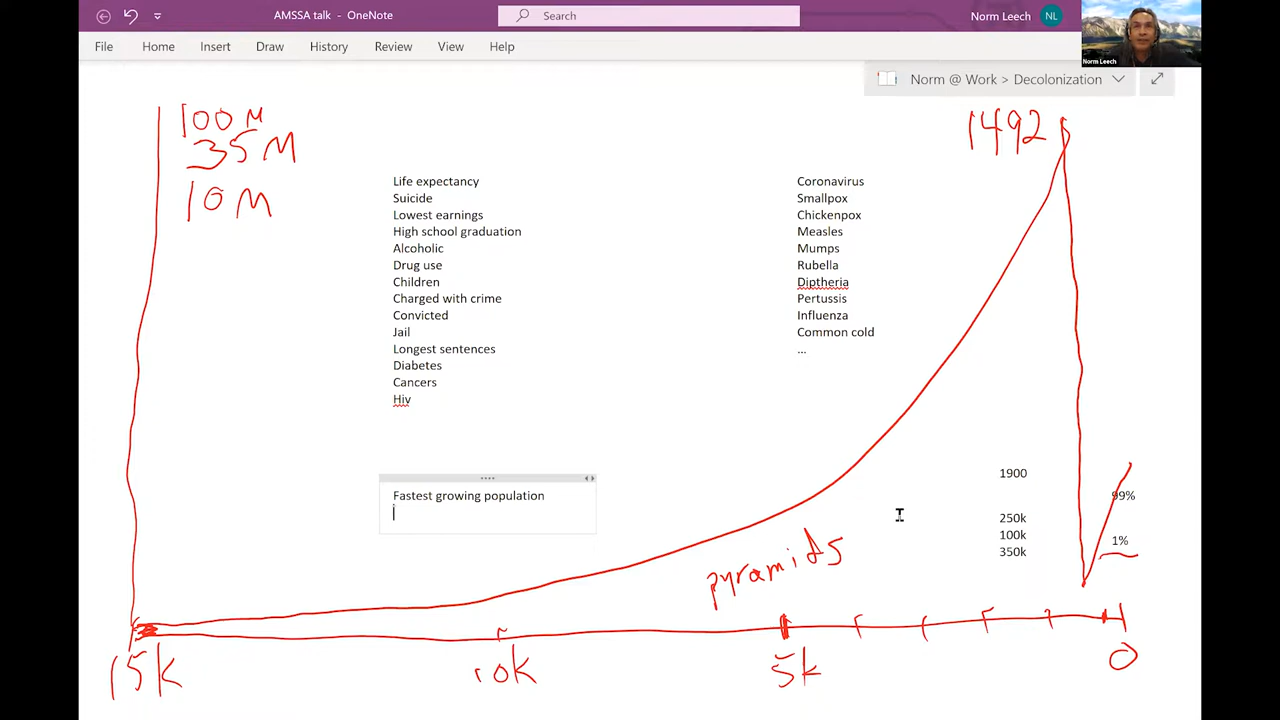 AMSSA talk - OneNote
Search
Norm Leech
NL
File
Home
Insert
Draw
History
Review
View
Help
Norm Leech
Norm @ Work > Decolonization
100 M
35 M
10 M
1492
Life expectancy
Suicide
Lowest earnings
High school graduation
Alcoholic
Drug use
Children
Charged with crime
Convicted
Jail
Longest sentences
Diabetes
Cancers
Hiv
Coronavirus
Smallpox
Chickenpox
Measles
Mumps
Rubella
Diptheria
Pertussis
Influenza
Common cold
...
Fastest growing population
1900
99%
250k
100k
1%
350k
pyramids
15k
10k
5k
0